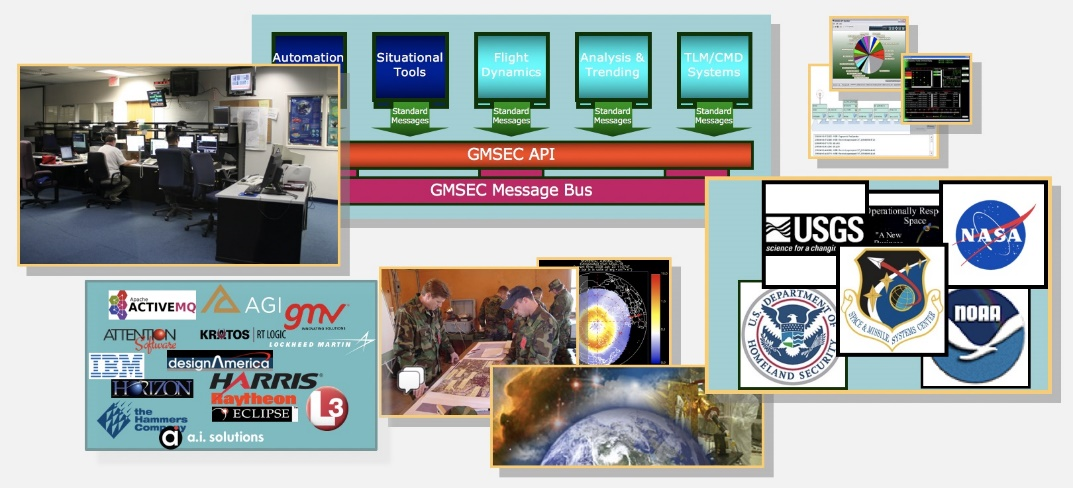 Automation
Situational
Tools
Flight
Dynamics
Analysis &
Trending
TLM/CMD
Systems
Standard
Messages
Standard
Messages
Standard
Messages
Standard
Messages
GMSEC API
GMSEC Message Bus
USGS
science for a changi
Operationally Resp
Space
"A New
NASA
U.S. DEPARTMENT OF
HOMELAND SECURITY
SPACE & MISSILE SYSTEMS CENTER
NOAA
Apache
ACTIVEMQ
AGI
gmv
INNOVATING SOLUTIONS
ATTENTION
Software
KRATOS | RT LOGIC
LOCKHEED MARTIN
IBM
designAmerica
HORIZON
HARRIS
Raytheon
ECLIPSE
L3
the
Hammers
Company
a.i. solutions